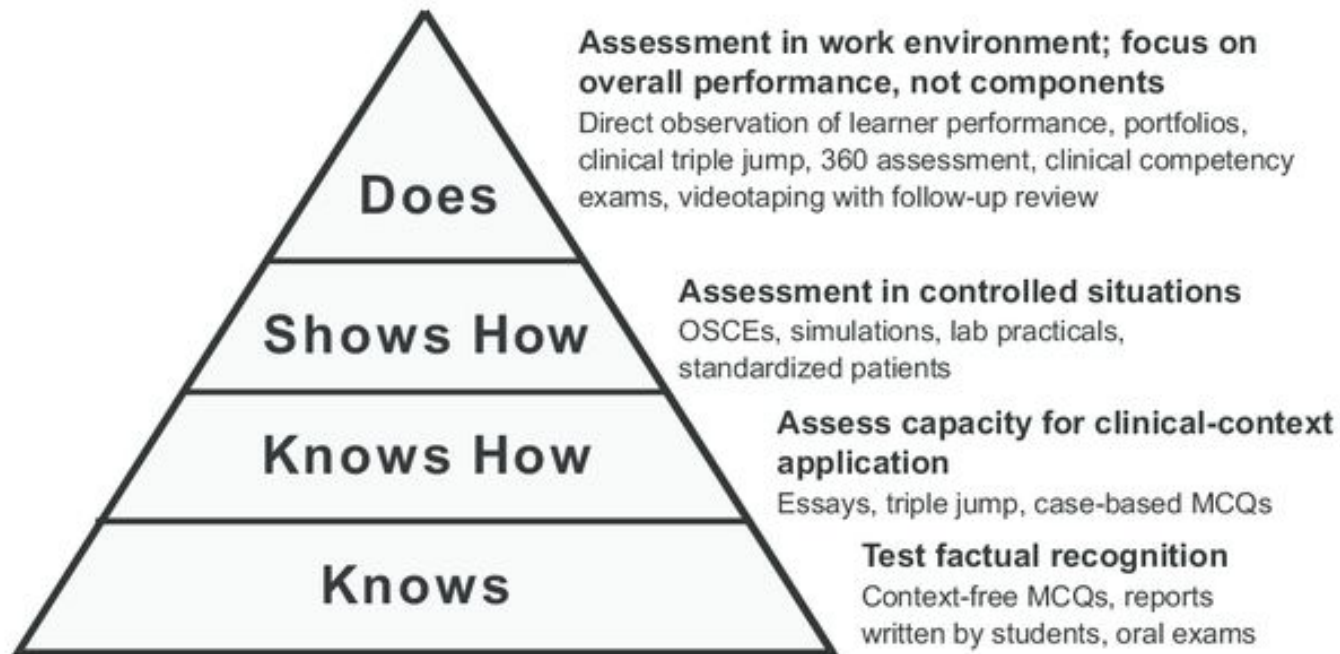 Assessment in work environment; focus on
overall performance, not components
Direct observation of learner performance, portfolios,
clinical triple jump, 360 assessment, clinical competency
exams, videotaping with follow-up review
Does
Assessment in controlled situations
OSCEs, simulations, lab practicals,
standardized patients
Shows How
Assess capacity for clinical-context
application
Essays, triple jump, case-based MCQs
Knows How
Test factual recognition
Context-free MCQs, reports
written by students, oral exams
Knows